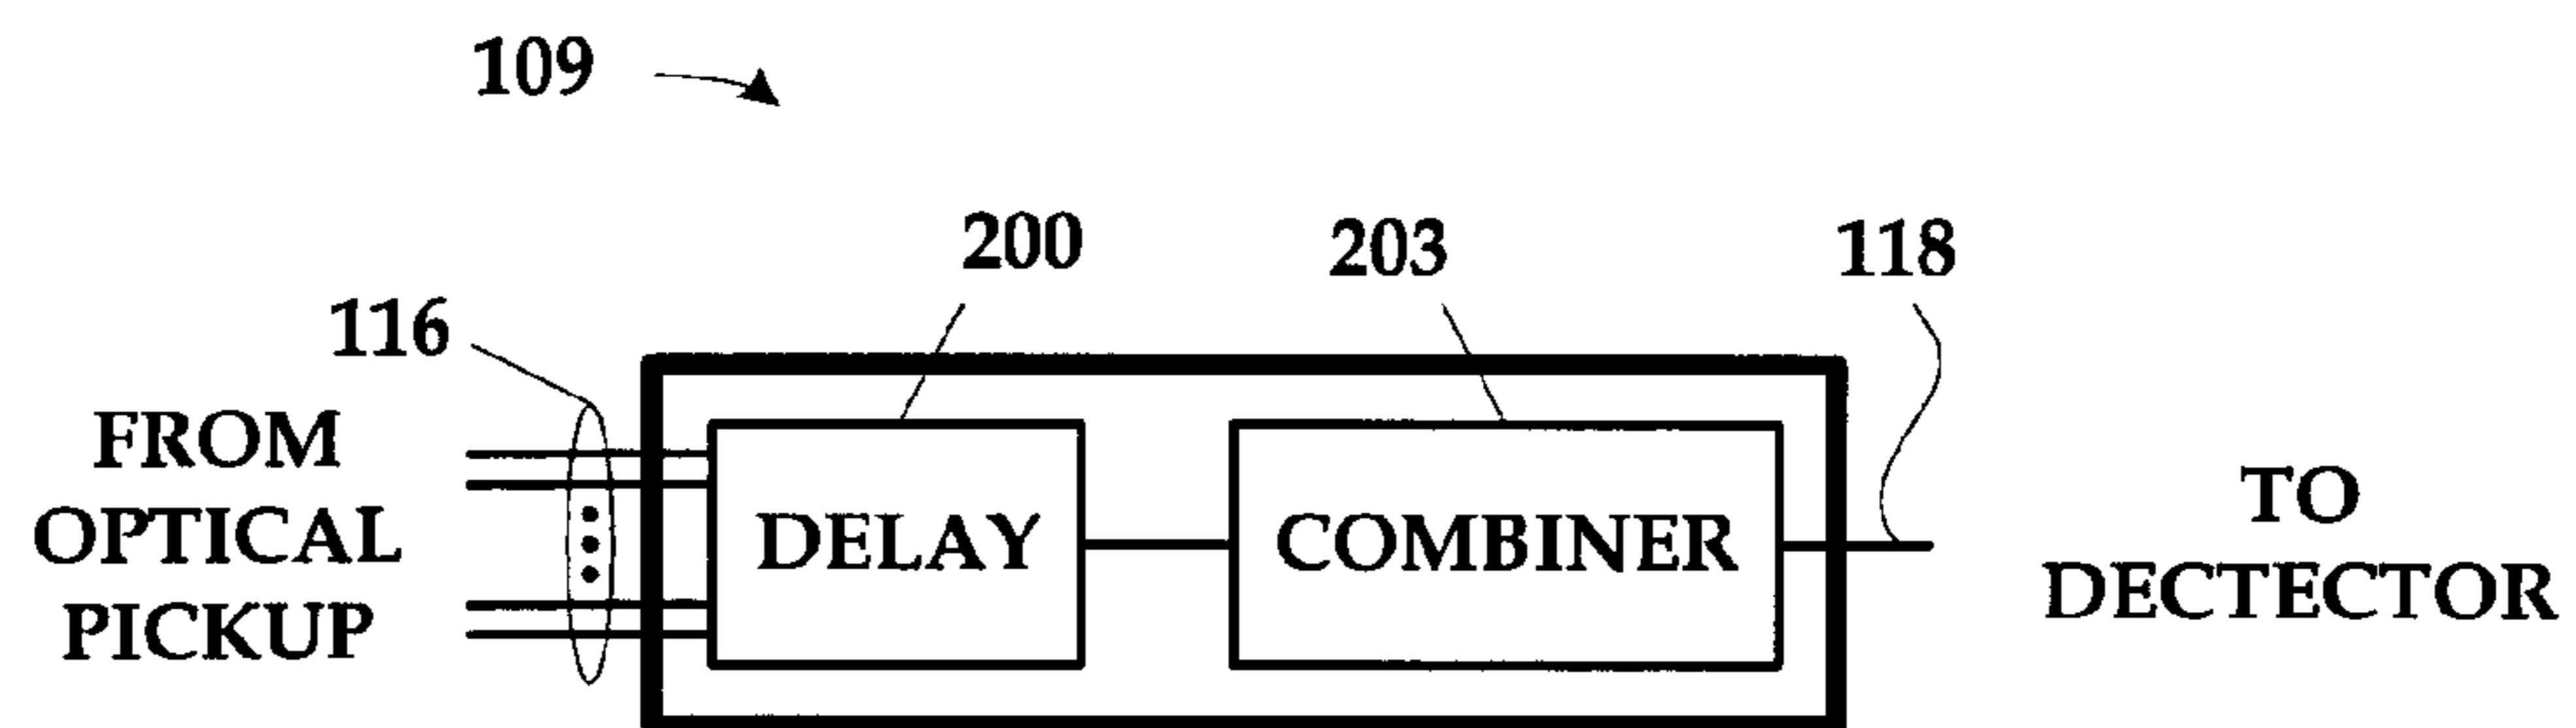 109
200
203
118
116
FROM
OPTICAL
PICKUP
DELAY
COMBINER
TO
DECTECTOR